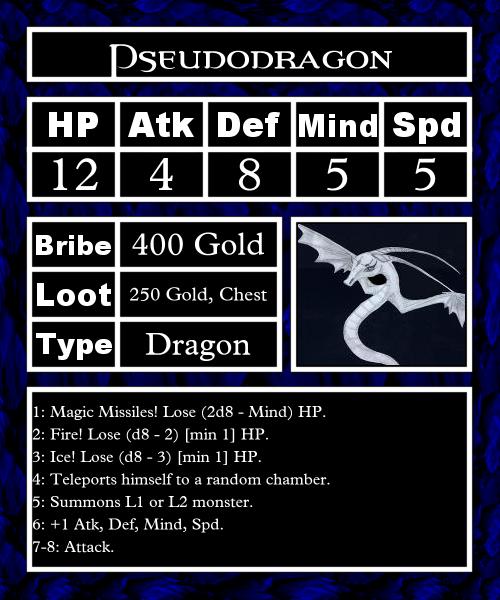 Pseudodragon
HP Atk Def Mind Spd
12 4 8 5 5
Bribe 400 Gold
Loot 250 Gold, Chest
Type Dragon
1: Magic Missiles! Lose (2d8 - Mind) HP.
2: Fire! Lose (d8 - 2) [min 1] HP.
3: Ice! Lose (d8 - 3) [min 1] HP.
4: Teleports himself to a random chamber.
5: Summons L1 or L2 monster.
6: +1 Atk, Def, Mind, Spd.
7-8: Attack.